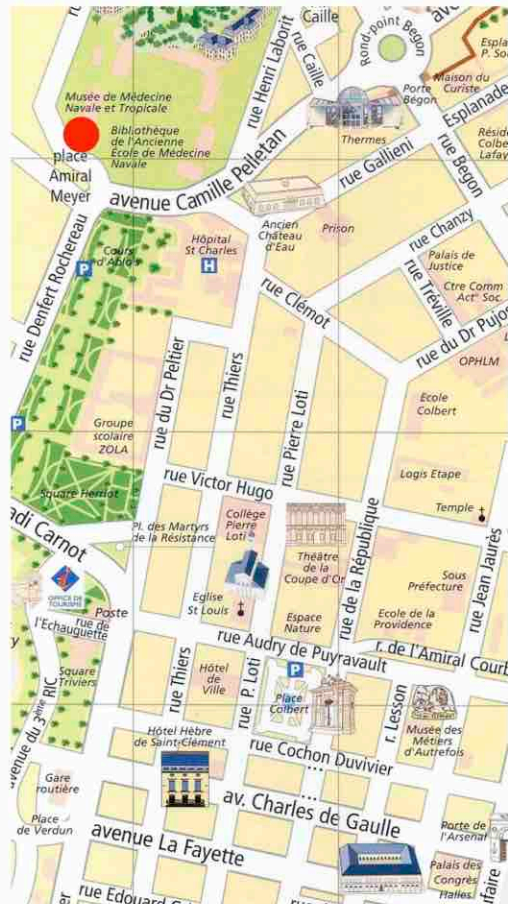 Caille
rue Henri Laborit
rue Caille
Rond-point Bégon
Porte
Bégon
Maison du
Curiste
Esplanade
Thermes
Musée de Médecine
Navale et Tropicale
Bibliothèque
de l'Ancienne
École de Médecine
Navale
place
Amiral
Meyer
avenue Camille Pelletan
rue Gallieni
rue Begon
Ancien
Château
d'Eau
Prison
rue Chanzy
Palais de
Justice
rue Tréville
Ctre Comm
Act° Soc.
rue du Dr Pujos
OPHLM
rue Denfert Rochereau
P
Cours
d'Ablois
Hôpital
St Charles
H
rue Clémot
Ecole
Colbert
rue du Dr Peltier
rue Thiers
rue Pierre Loti
P
Groupe
scolaire
ZOLA
Logis Etape
rue Victor Hugo
Square Herriot
Collège
Pierre
Loti
Temple
adi Carnot
Pl. des Martyrs
de la Résistance
Théâtre
de la
Coupe d'Or
rue de la République
rue Jean Jaurès
Sous
Préfecture
OFFICE DE
TOURISME
Poste
rue de
l'Echauguette
Eglise
St Louis
Espace
Nature
Ecole de la
Providence
rue Audry de Puyravault
r. de l'Amiral Courb
Square
Triviers
rue Thiers
Hôtel
de
Ville
rue P. Loti
P
Place
Colbert
r. Lesson
Musée des
Métiers
d'Autrefois
avenue du 3ème RIC
Hôtel Hèbre
de Saint-Clément
rue Cochon Duvivier
Gare
routière
av. Charles de Gaulle
Place
de Verdun
avenue La Fayette
Porte de
l'Arsenal
Palais des
Congrès
Halles
rue Edouard